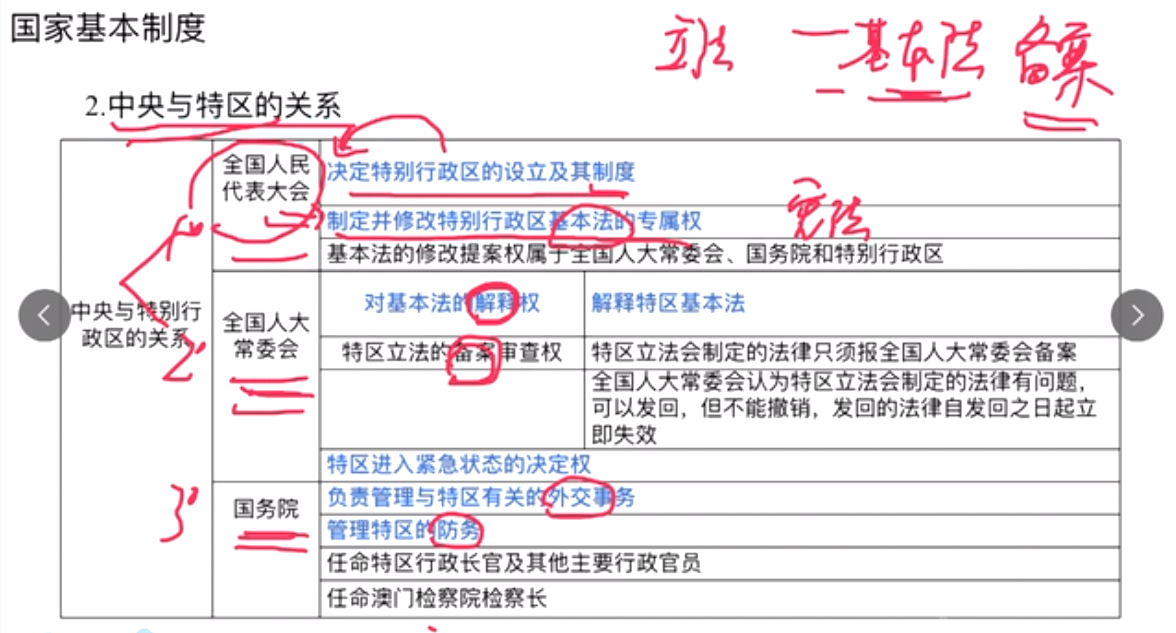 国家基本制度
立法 一基本法 备案
2.中央与特区的关系
中央与特别行
政区的关系
1'
全国人民
代表大会
决定特别行政区的设立及其制度
制定并修改特别行政区基本法的专属权
宪法
基本法的修改提案权属于全国人大常委会、国务院和特别行政区
2'
全国人大
常委会
对基本法的解释权
解释特区基本法
特区立法的备案审查权
特区立法会制定的法律只须报全国人大常委会备案
全国人大常委会认为特区立法会制定的法律有问题，
可以发回，但不能撤销，发回的法律自发回之日起立
即失效
特区进入紧急状态的决定权
3'
国务院
负责管理与特区有关的外交事务
管理特区的防务
任命特区行政长官及其他主要行政官员
任命澳门检察院检察长